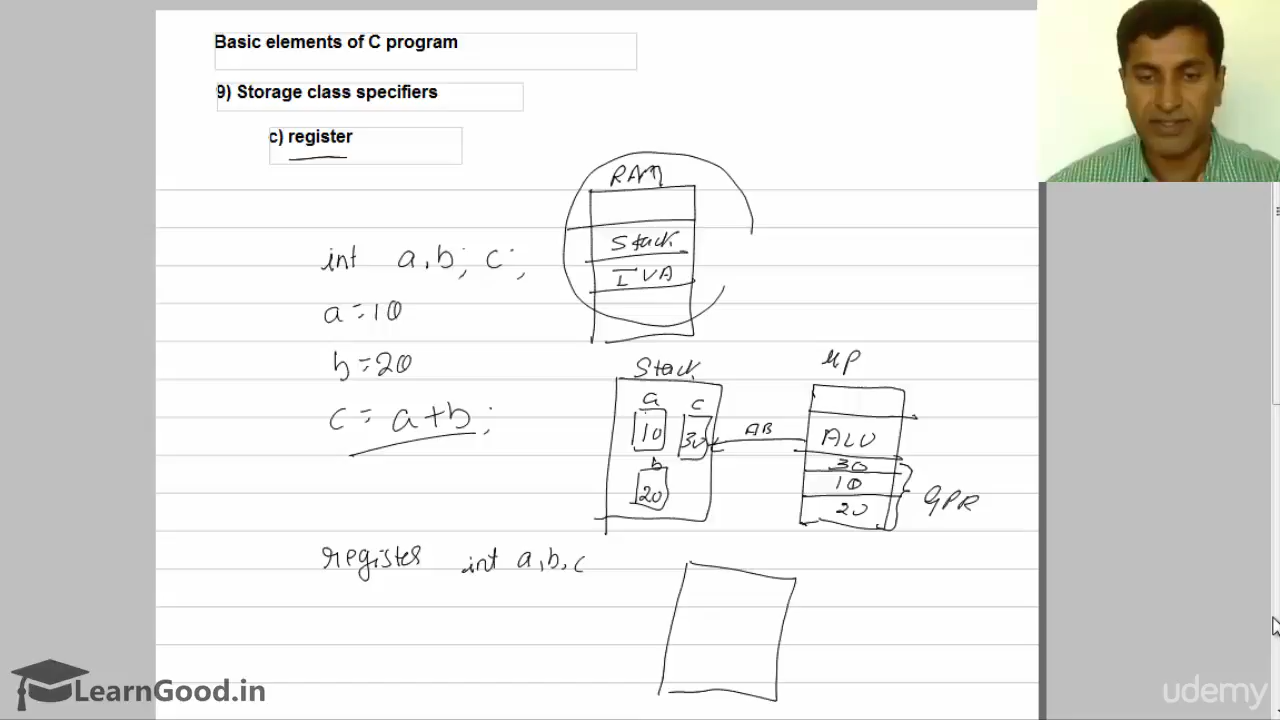 Basic elements of C program
9) Storage class specifiers
c) register
RAM
Stack
IVA
int a,b; c;
a=10
b=20
c= a+b;
Stack
a c
10 30
b
20
AB
μP
ALU
30
10
20
GPR
register int a,b,c
LearnGood.in
udemy